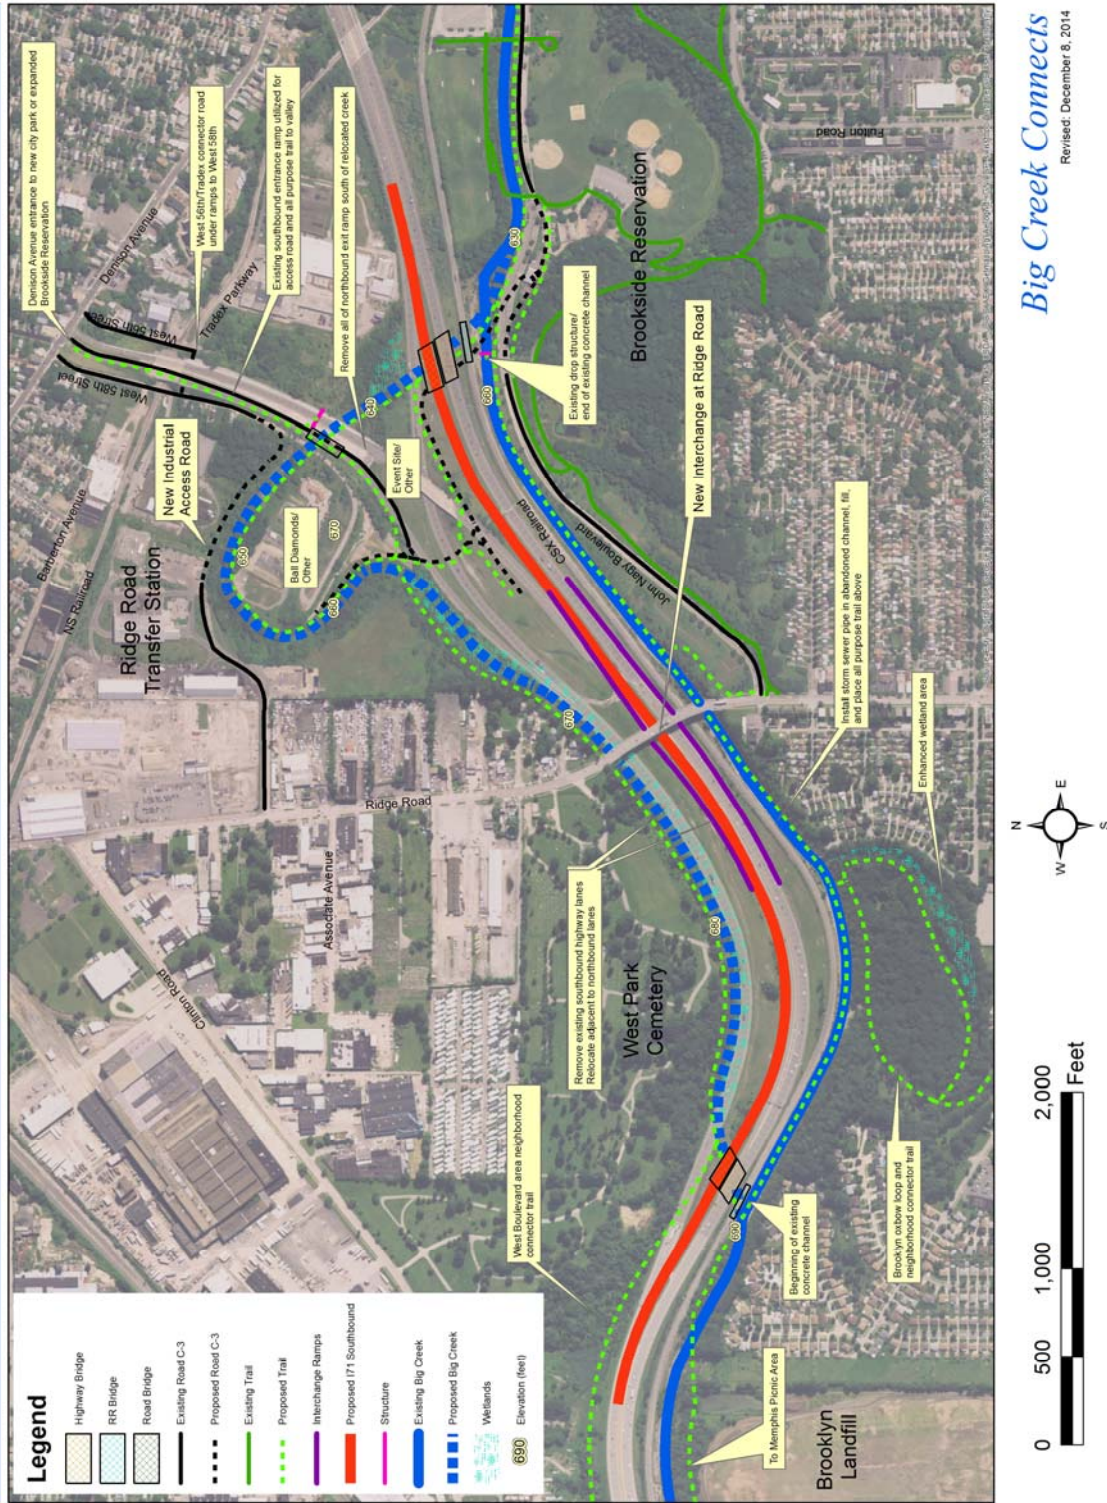 Big Creek Connects
Revised: December 8, 2014
Denison Avenue entrance to new city park or expanded
Brookside Reservation
West 56th/Tradex connector road
under ramps to West 58th
Existing southbound entrance ramp utilized for
access road and all purpose trail to valley
Remove all of northbound exit ramp south of relocated creek
Denison Avenue
West 56th Street
Tradex Parkway
West 58th Street
New Industrial
Access Road
Barberton Avenue
NS Railroad
Ridge Road
Transfer Station
Ball Diamonds/
Other
Event Site/
Other
630
640
650
660
670
660
Existing drop structure/
end of existing concrete channel
Brookside Reservation
Fulton Road
New Interchange at Ridge Road
CSX Railroad
John Nagy Boulevard
Install storm sewer pipe in abandoned channel, fill,
and place all purpose trail above
Enhanced wetland area
Ridge Road
Associate Avenue
Clinton Road
670
680
690
Remove existing southbound highway lanes
Relocate adjacent to northbound lanes
West Park
Cemetery
West Boulevard area neighborhood
connector trail
Beginning of existing
concrete channel
Brooklyn oxbow loop and
neighborhood connector trail
To Memphis Picnic Area
Brooklyn
Landfill
Legend
Highway Bridge
RR Bridge
Road Bridge
Existing Road C-3
Proposed Road C-3
Existing Trail
Proposed Trail
Interchange Ramps
Proposed I71 Southbound
Structure
Existing Big Creek
Proposed Big Creek
Wetlands
690 Elevation (feet)
N
W E
S
0 500 1,000 2,000
Feet